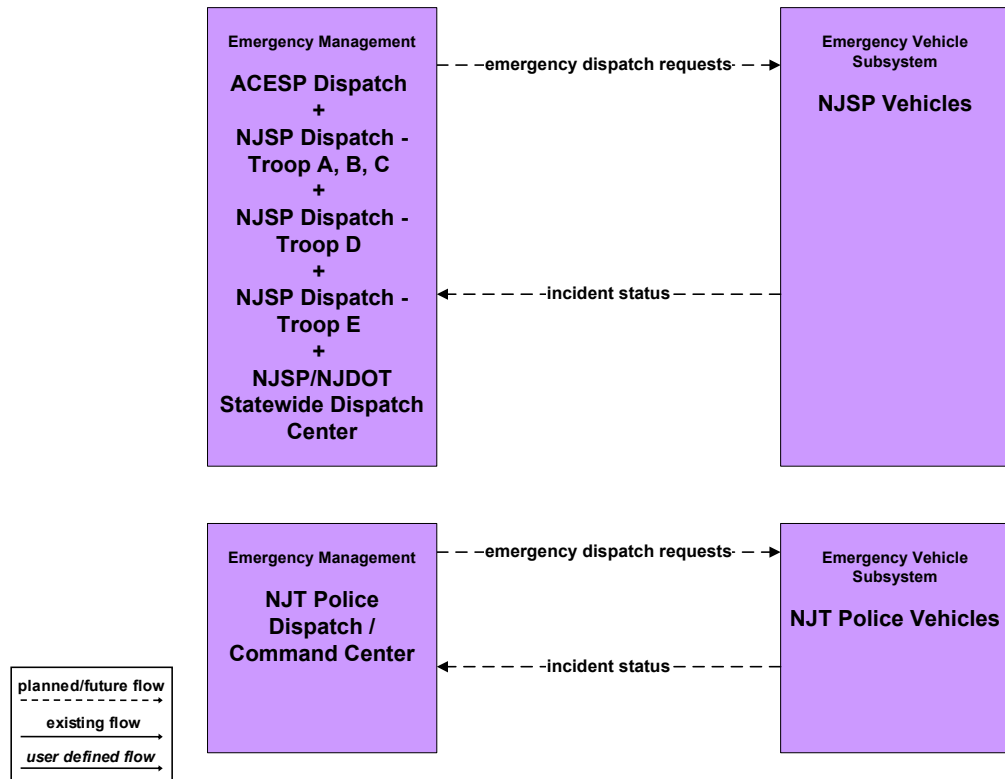 Emergency Management
ACESP Dispatch
+
NJSP Dispatch -
Troop A, B, C
+
NJSP Dispatch -
Troop D
+
NJSP Dispatch -
Troop E
+
NJSP/NJDOT
Statewide Dispatch
Center
emergency dispatch requests
incident status
Emergency Vehicle
Subsystem
NJSP Vehicles
Emergency Management
NJT Police
Dispatch /
Command Center
emergency dispatch requests
incident status
Emergency Vehicle
Subsystem
NJT Police Vehicles
planned/future flow
existing flow
user defined flow